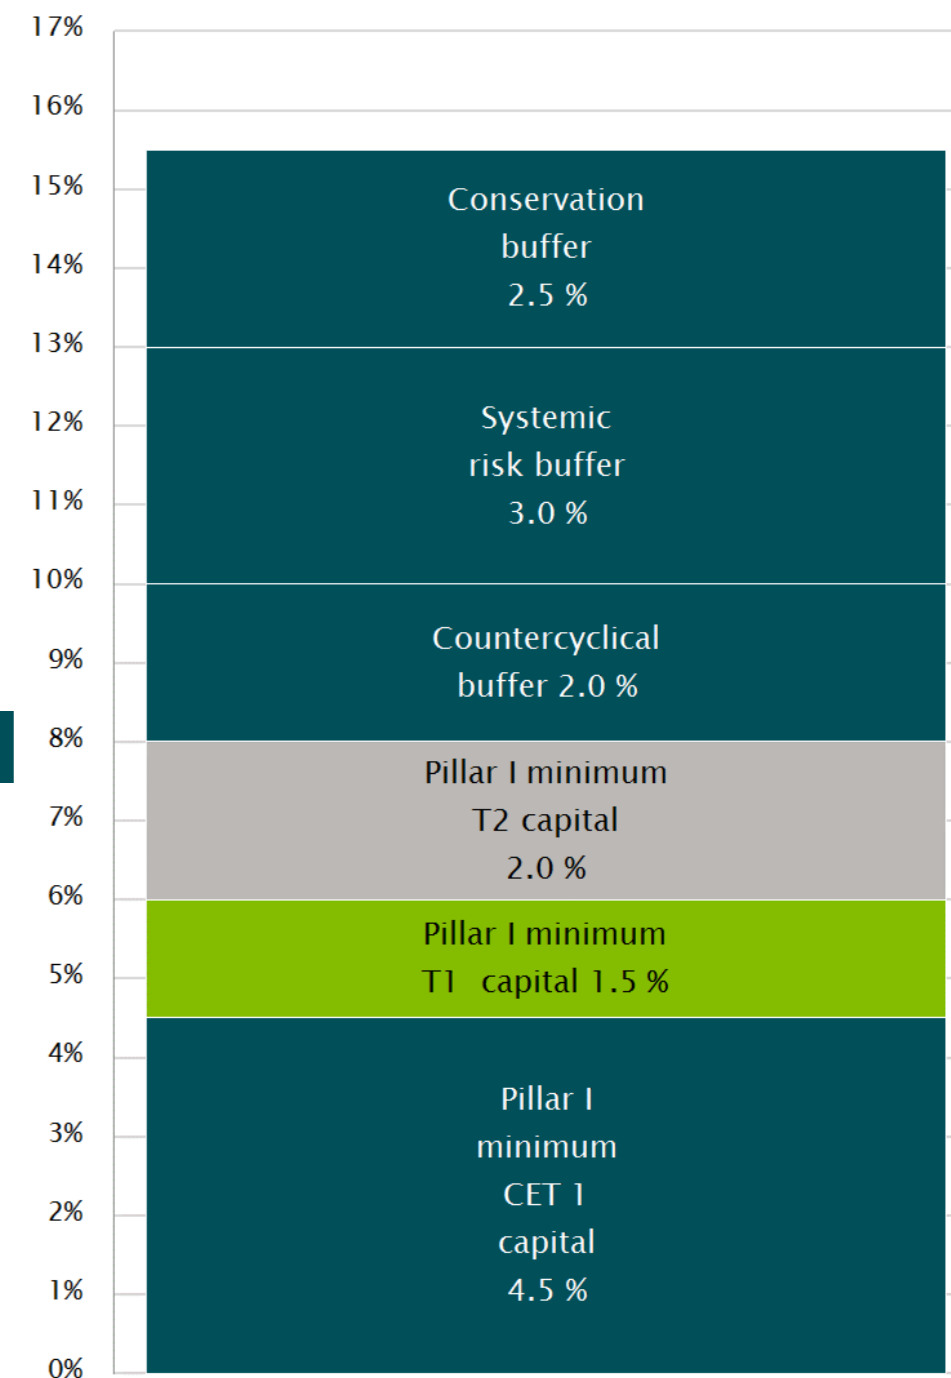 17%
16%
15%
14%
13%
12%
11%
10%
9%
8%
7%
6%
5%
4%
3%
2%
1%
0%
Conservation
buffer
2.5 %
Systemic
risk buffer
3.0 %
Countercyclical
buffer 2.0 %
Pillar I minimum
T2 capital
2.0 %
Pillar I minimum
T1 capital 1.5 %
Pillar I
minimum
CET 1
capital
4.5 %